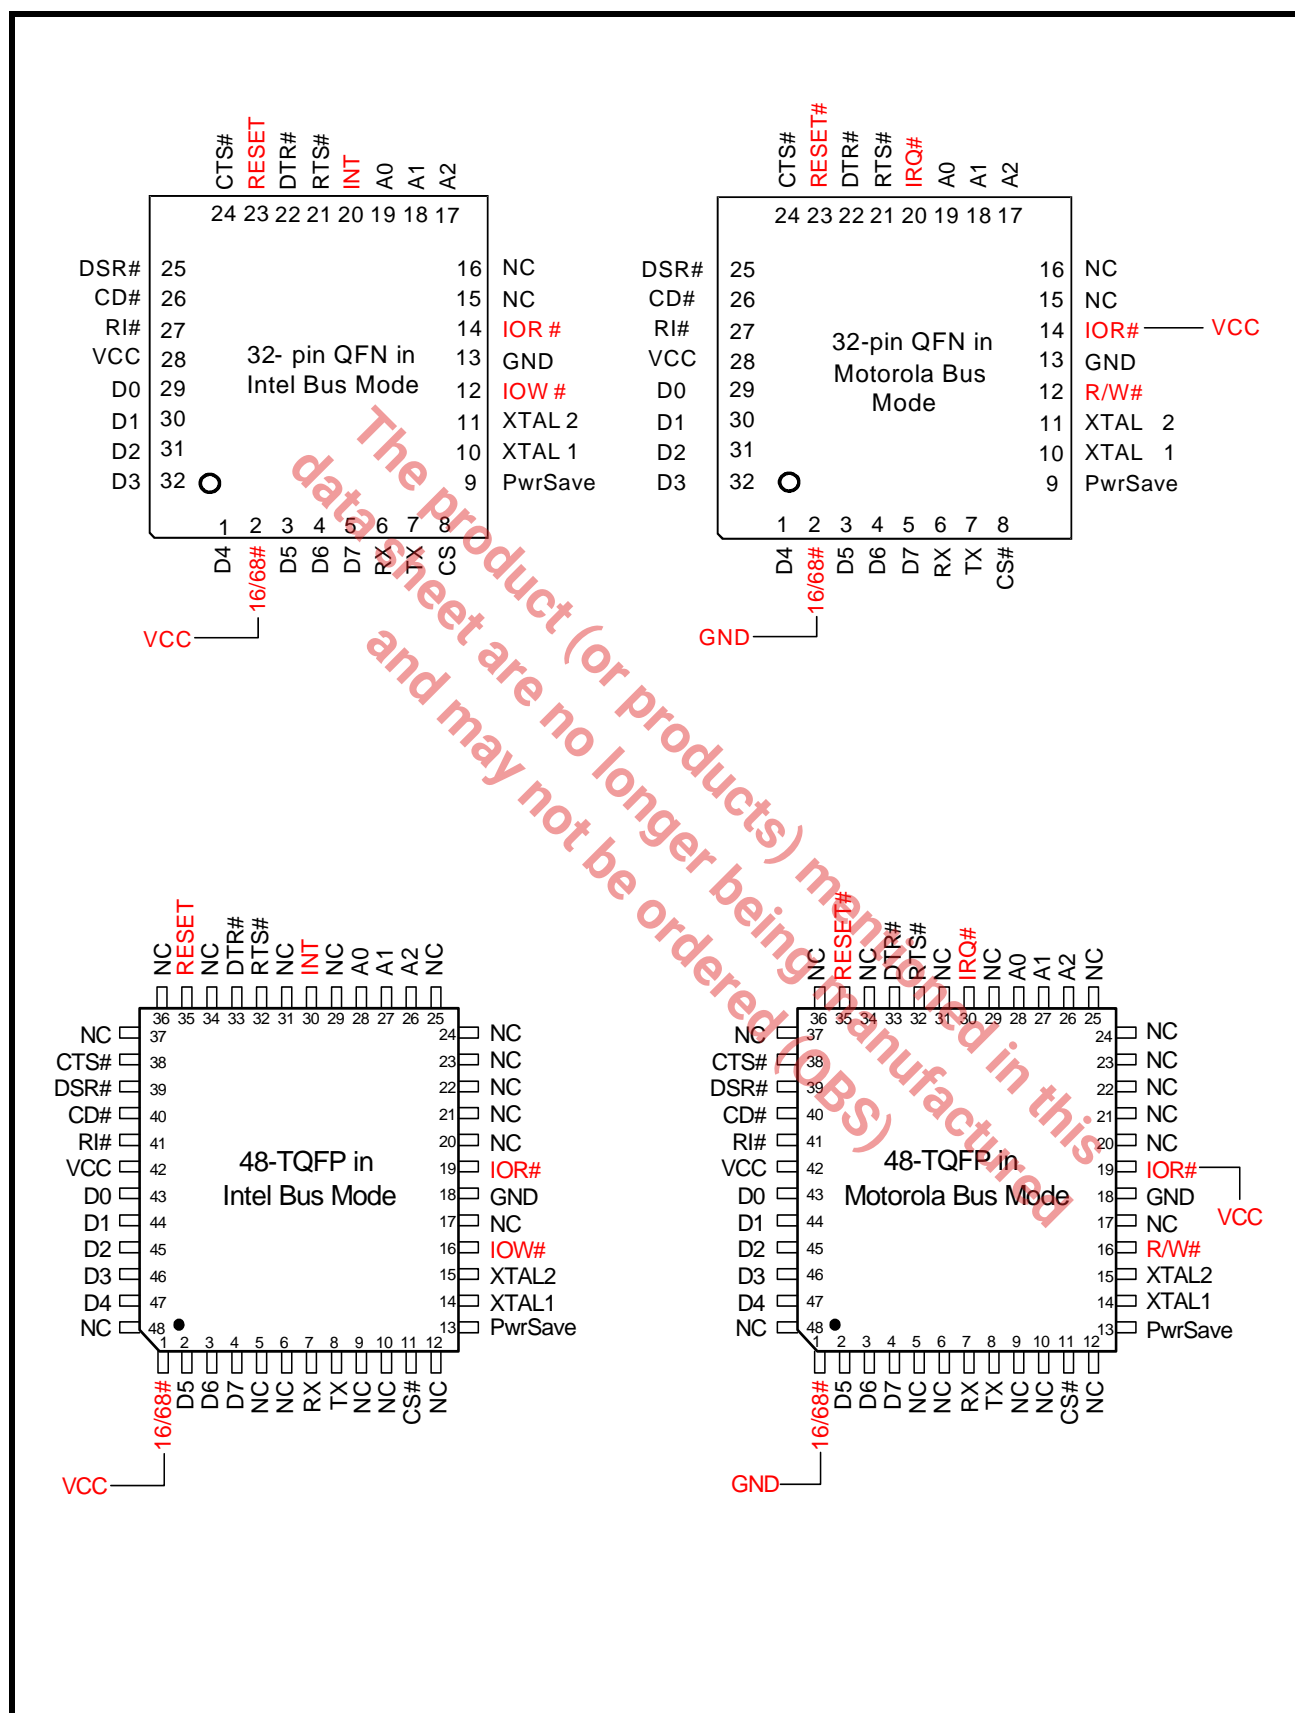 CTS# RESET DTR# RTS# INT A0 A1 A2
24 23 22 21 20 19 18 17
DSR# 25 16 NC
CD# 26 15 NC
RI# 27 14 IOR #
VCC 28 13 GND
D0 29 12 IOW #
D1 30 11 XTAL 2
D2 31 10 XTAL 1
D3 32 9 PwrSave
32- pin QFN in
Intel Bus Mode
1 2 3 4 5 6 7 8
D4 16/68# D5 D6 D7 RX TX CS
VCC
CTS# RESET# DTR# RTS# IRQ# A0 A1 A2
24 23 22 21 20 19 18 17
DSR# 25 16 NC
CD# 26 15 NC
RI# 27 14 IOR# VCC
VCC 28 13 GND
D0 29 12 R/W#
D1 30 11 XTAL 2
D2 31 10 XTAL 1
D3 32 9 PwrSave
32-pin QFN in
Motorola Bus
Mode
1 2 3 4 5 6 7 8
D4 16/68# D5 D6 D7 RX TX CS#
GND
The product (or products) mentioned in this
data sheet are no longer being manufactured
and may not be ordered (OBS)
NC RESET NC DTR# RTS# NC INT NC A0 A1 A2 NC
36 35 34 33 32 31 30 29 28 27 26 25
NC 37 24 NC
CTS# 38 23 NC
DSR# 39 22 NC
CD# 40 21 NC
RI# 41 20 NC
VCC 42 19 IOR#
D0 43 18 GND
D1 44 17 NC
D2 45 16 IOW#
D3 46 15 XTAL2
D4 47 14 XTAL1
NC 48 13 PwrSave
48-TQFP in
Intel Bus Mode
1 2 3 4 5 6 7 8 9 10 11 12
16/68# D5 D6 D7 NC NC RX TX NC NC CS# NC
VCC
NC RESET# NC DTR# RTS# NC IRQ# NC A0 A1 A2 NC
36 35 34 33 32 31 30 29 28 27 26 25
NC 37 24 NC
CTS# 38 23 NC
DSR# 39 22 NC
CD# 40 21 NC
RI# 41 20 NC
VCC 42 19 IOR# VCC
D0 43 18 GND
D1 44 17 NC
D2 45 16 R/W#
D3 46 15 XTAL2
D4 47 14 XTAL1
NC 48 13 PwrSave
48-TQFP in
Motorola Bus Mode
1 2 3 4 5 6 7 8 9 10 11 12
16/68# D5 D6 D7 NC NC RX TX NC NC CS# NC
GND